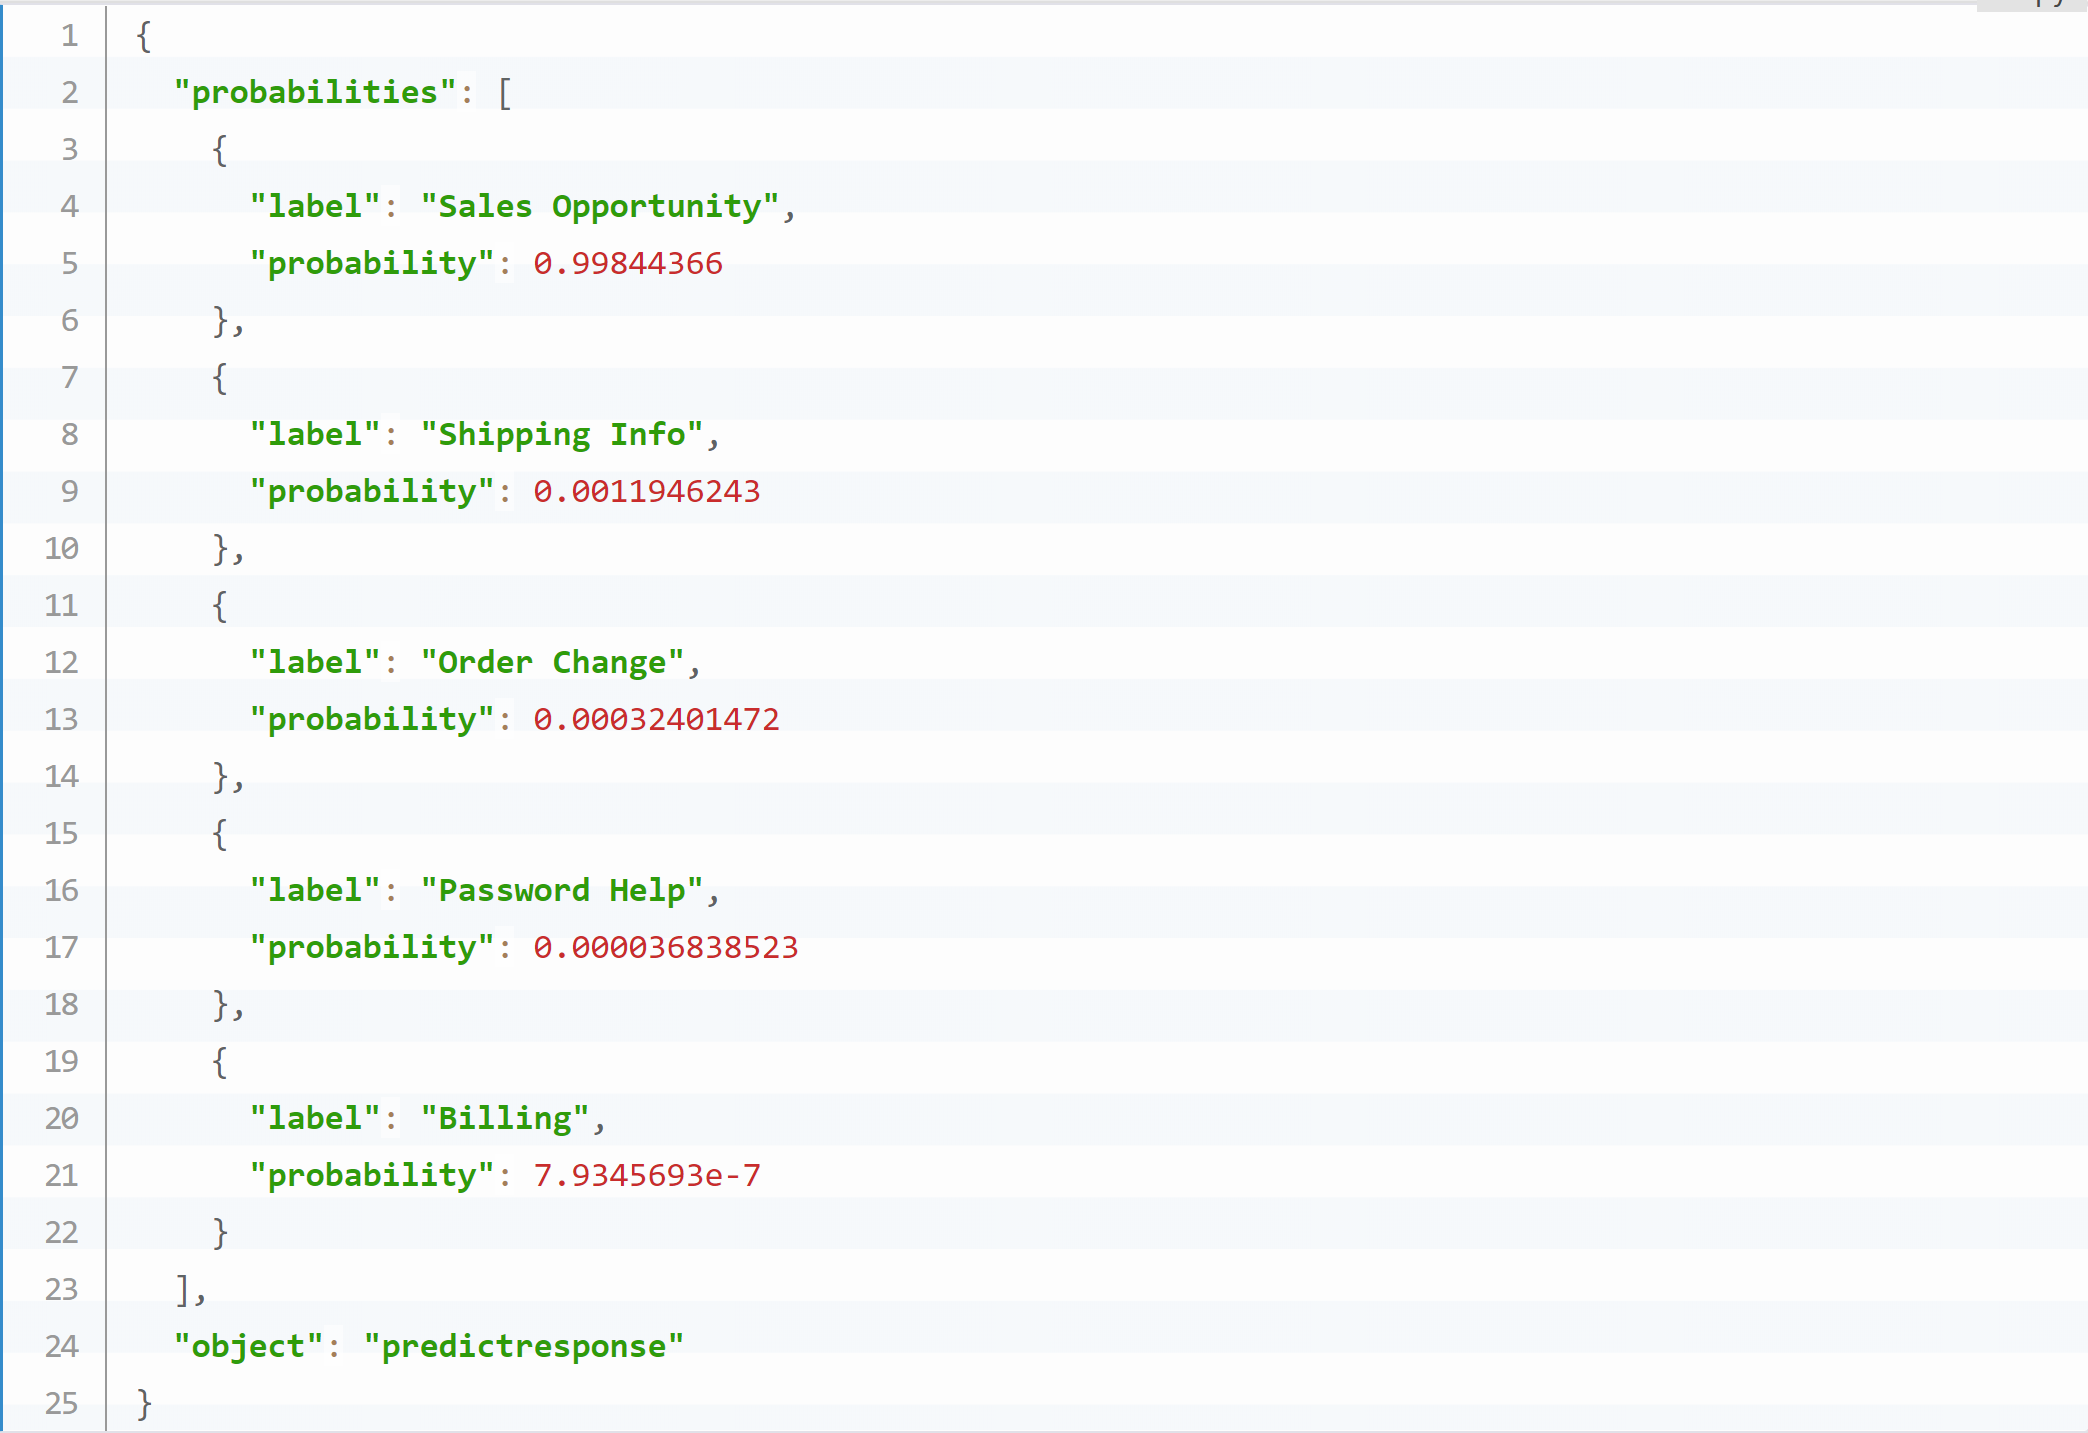 1 {
2 "probabilities": [
3 {
4 "label": "Sales Opportunity",
5 "probability": 0.99844366
6 },
7 {
8 "label": "Shipping Info",
9 "probability": 0.0011946243
10 },
11 {
12 "label": "Order Change",
13 "probability": 0.00032401472
14 },
15 {
16 "label": "Password Help",
17 "probability": 0.000036838523
18 },
19 {
20 "label": "Billing",
21 "probability": 7.9345693e-7
22 }
23 ],
24 "object": "predictresponse"
25 }